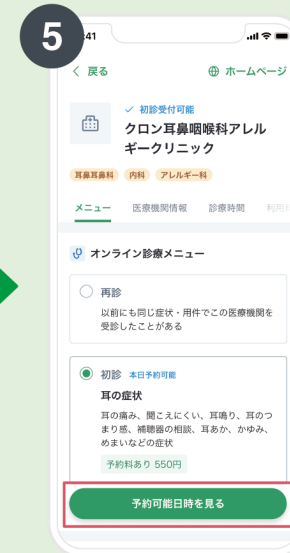 5
:41
戻る
ホームページ
初診受付可能
クロン耳鼻咽喉科アレル
ギークリニック
耳鼻耳鼻科 内科 アレルギー科
メニュー 医療機関情報 診療時間 利用料
オンライン診療メニュー
再診
以前にも同じ症状・用件でこの医療機関を
受診したことがある
初診 本日予約可能
耳の症状
耳の痛み、聞こえにくい、耳鳴り、耳のつ
まり感、補聴器の相談、耳あか、かゆみ、
めまいなどの症状
予約料あり 550円
予約可能日時を見る